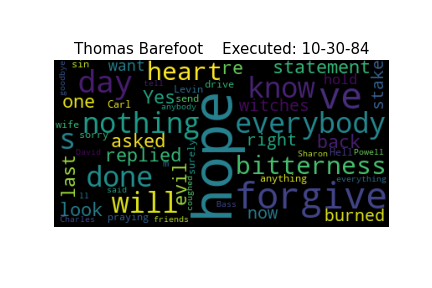 Thomas Barefoot    Executed: 10-30-84
goodbye sin want heart re statement
day know hold ve stake
one Carl Yes send Levin drive witches
anybody
nothing hope everybody
wife sorry asked surely right back
s David replied Sharon Hell Powell
last done evil bitterness
anything everything
ll said will coughed forgive
look praying Bass now burned
Charles friends
tell